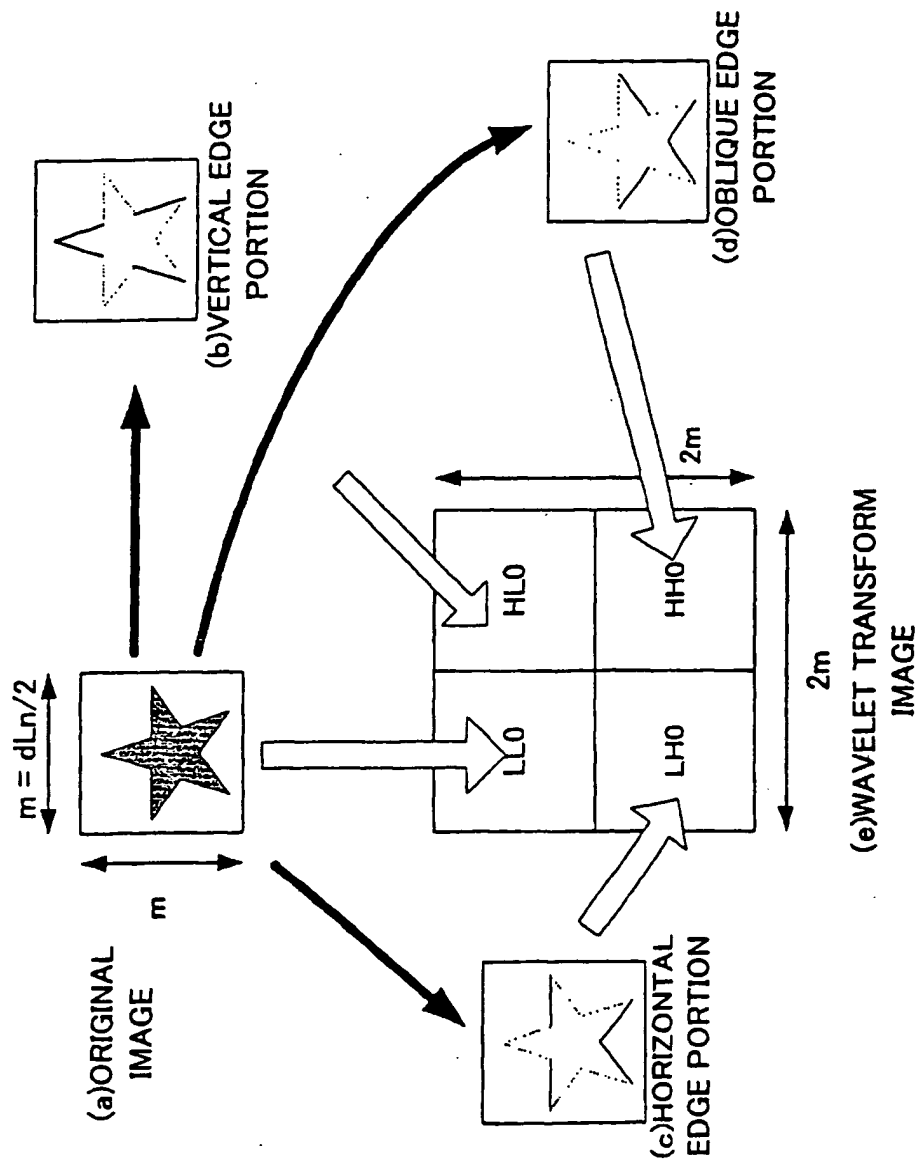 (a)ORIGINAL
IMAGE
m = dLn/2
m
(b)VERTICAL EDGE
PORTION
(c)HORIZONTAL
EDGE PORTION
(d)OBLIQUE EDGE
PORTION
LL0
HL0
LH0
HH0
2m
2m
(e)WAVELET TRANSFORM
IMAGE